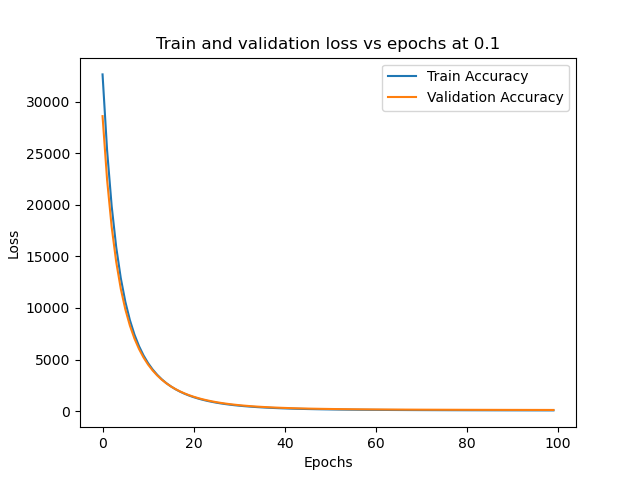 Train and validation loss vs epochs at 0.1
Train Accuracy
Validation Accuracy
30000
25000
20000
15000
10000
5000
0
Loss
0 20 40 60 80 100
Epochs